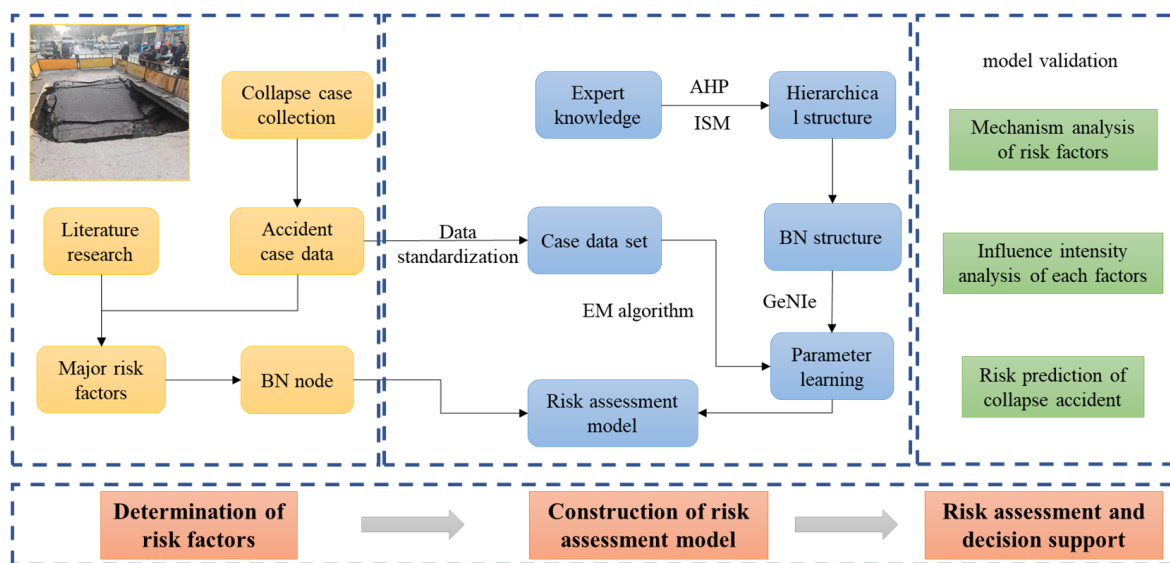 Collapse case
collection
Literature
research
Accident
case data
Major risk
factors
BN node
Data
standardization
Expert
knowledge
AHP
ISM
Hierarchica
l structure
Case data set
BN structure
EM algorithm
GeNIe
Parameter
learning
Risk assessment
model
model validation
Mechanism analysis
of risk factors
Influence intensity
analysis of each factors
Risk prediction of
collapse accident
Determination of
risk factors
Construction of risk
assessment model
Risk assessment and
decision support